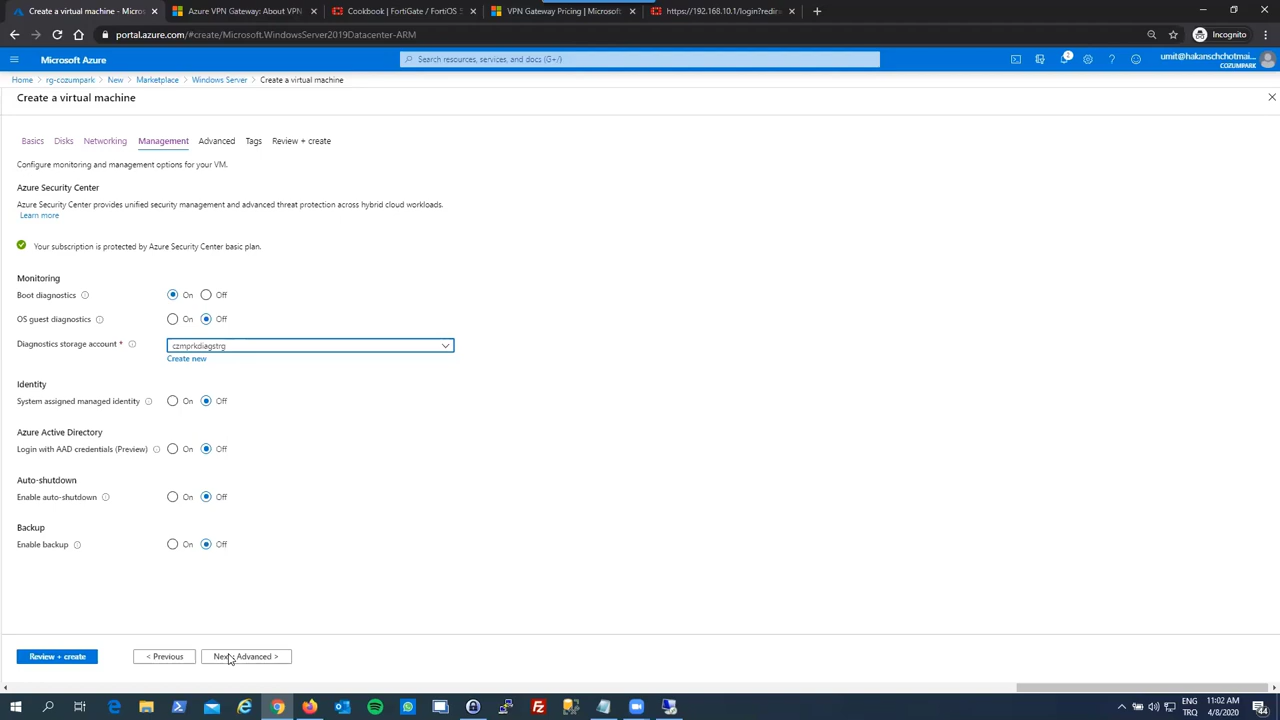 Create a virtual machine - Micros
Azure VPN Gateway: About VPN
Cookbook | FortiGate / FortiOS
VPN Gateway Pricing | Microsoft
https://192.168.10.1/login?redir
portal.azure.com/#create/Microsoft.WindowsServer2019Datacenter-ARM
Incognito
Microsoft Azure
Search resources, services, and docs (G+/)
2
umit@hakanschotmai...
COZUMPARK
Home > rg-cozumpark > New > Marketplace > Windows Server > Create a virtual machine
Create a virtual machine
Basics Disks Networking Management Advanced Tags Review + create
Configure monitoring and management options for your VM.
Azure Security Center
Azure Security Center provides unified security management and advanced threat protection across hybrid cloud workloads.
Learn more
Your subscription is protected by Azure Security Center basic plan.
Monitoring
Boot diagnostics On Off
OS guest diagnostics On Off
Diagnostics storage account * czmprkdiagstrg
Create new
Identity
System assigned managed identity On Off
Azure Active Directory
Login with AAD credentials (Preview) On Off
Auto-shutdown
Enable auto-shutdown On Off
Backup
Enable backup On Off
Review + create < Previous Advanced >
ENG 11:02 AM
TRQ 4/8/2020